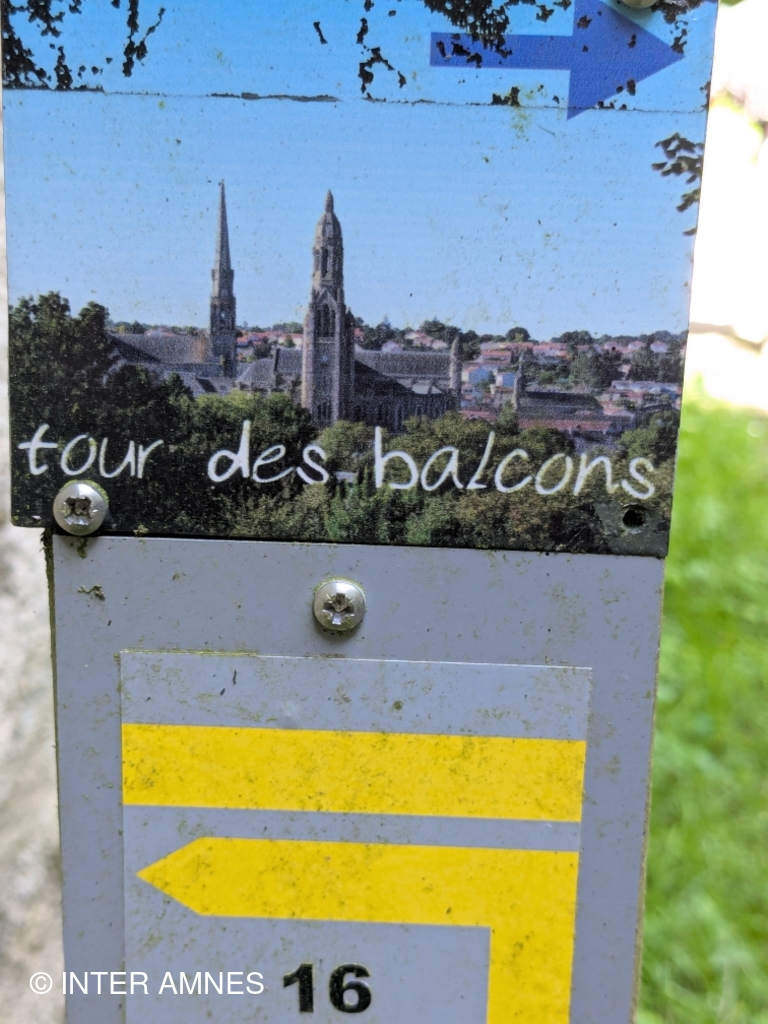 tour des balcons
16
© INTER AMNES